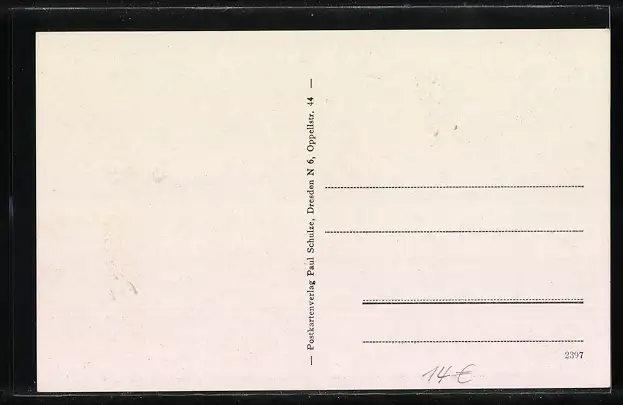 — Postkartenverlag Paul Schulze, Dresden N 6, Oppellstr. 44 —
2397
14 €